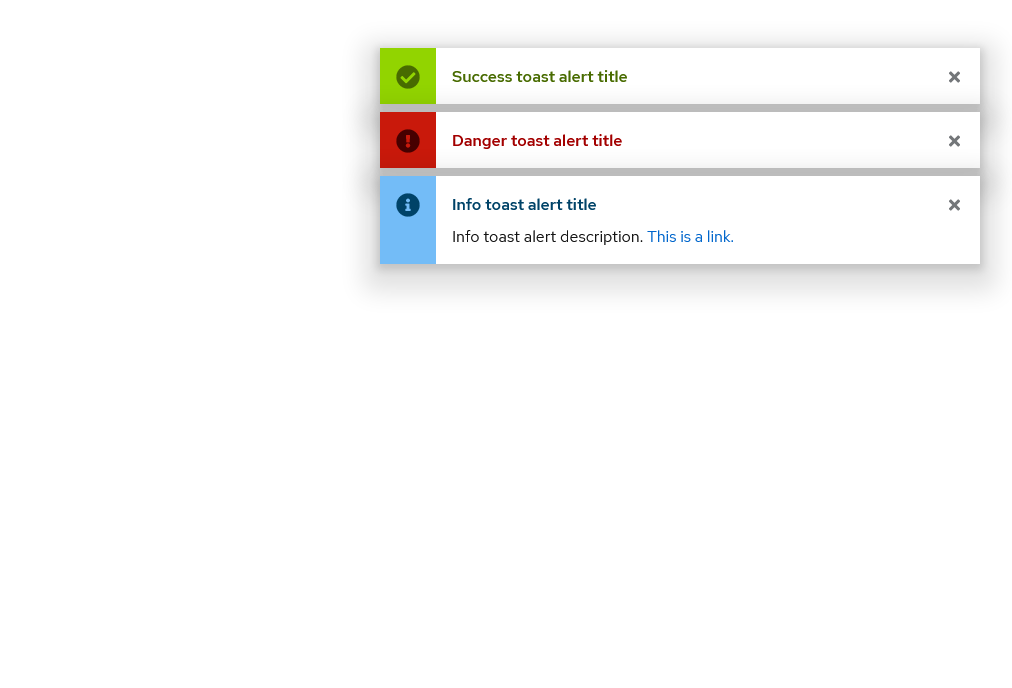 Success toast alert title
Danger toast alert title
Info toast alert title
Info toast alert description. This is a link.